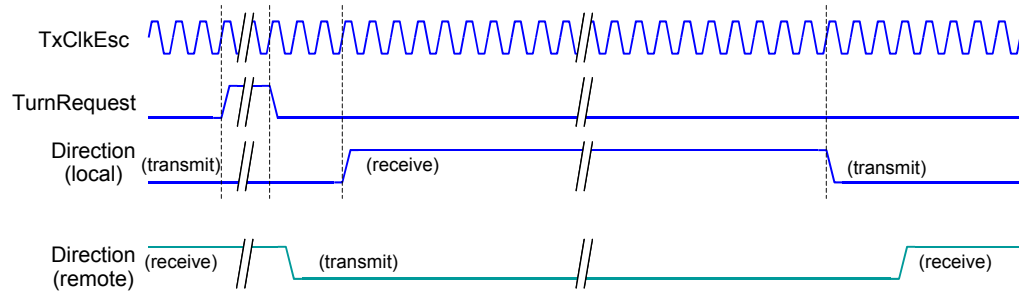 TxClkEsc
TurnRequest
Direction
(local)
(transmit)
(receive)
(transmit)
Direction
(remote)
(receive)
(transmit)
(receive)